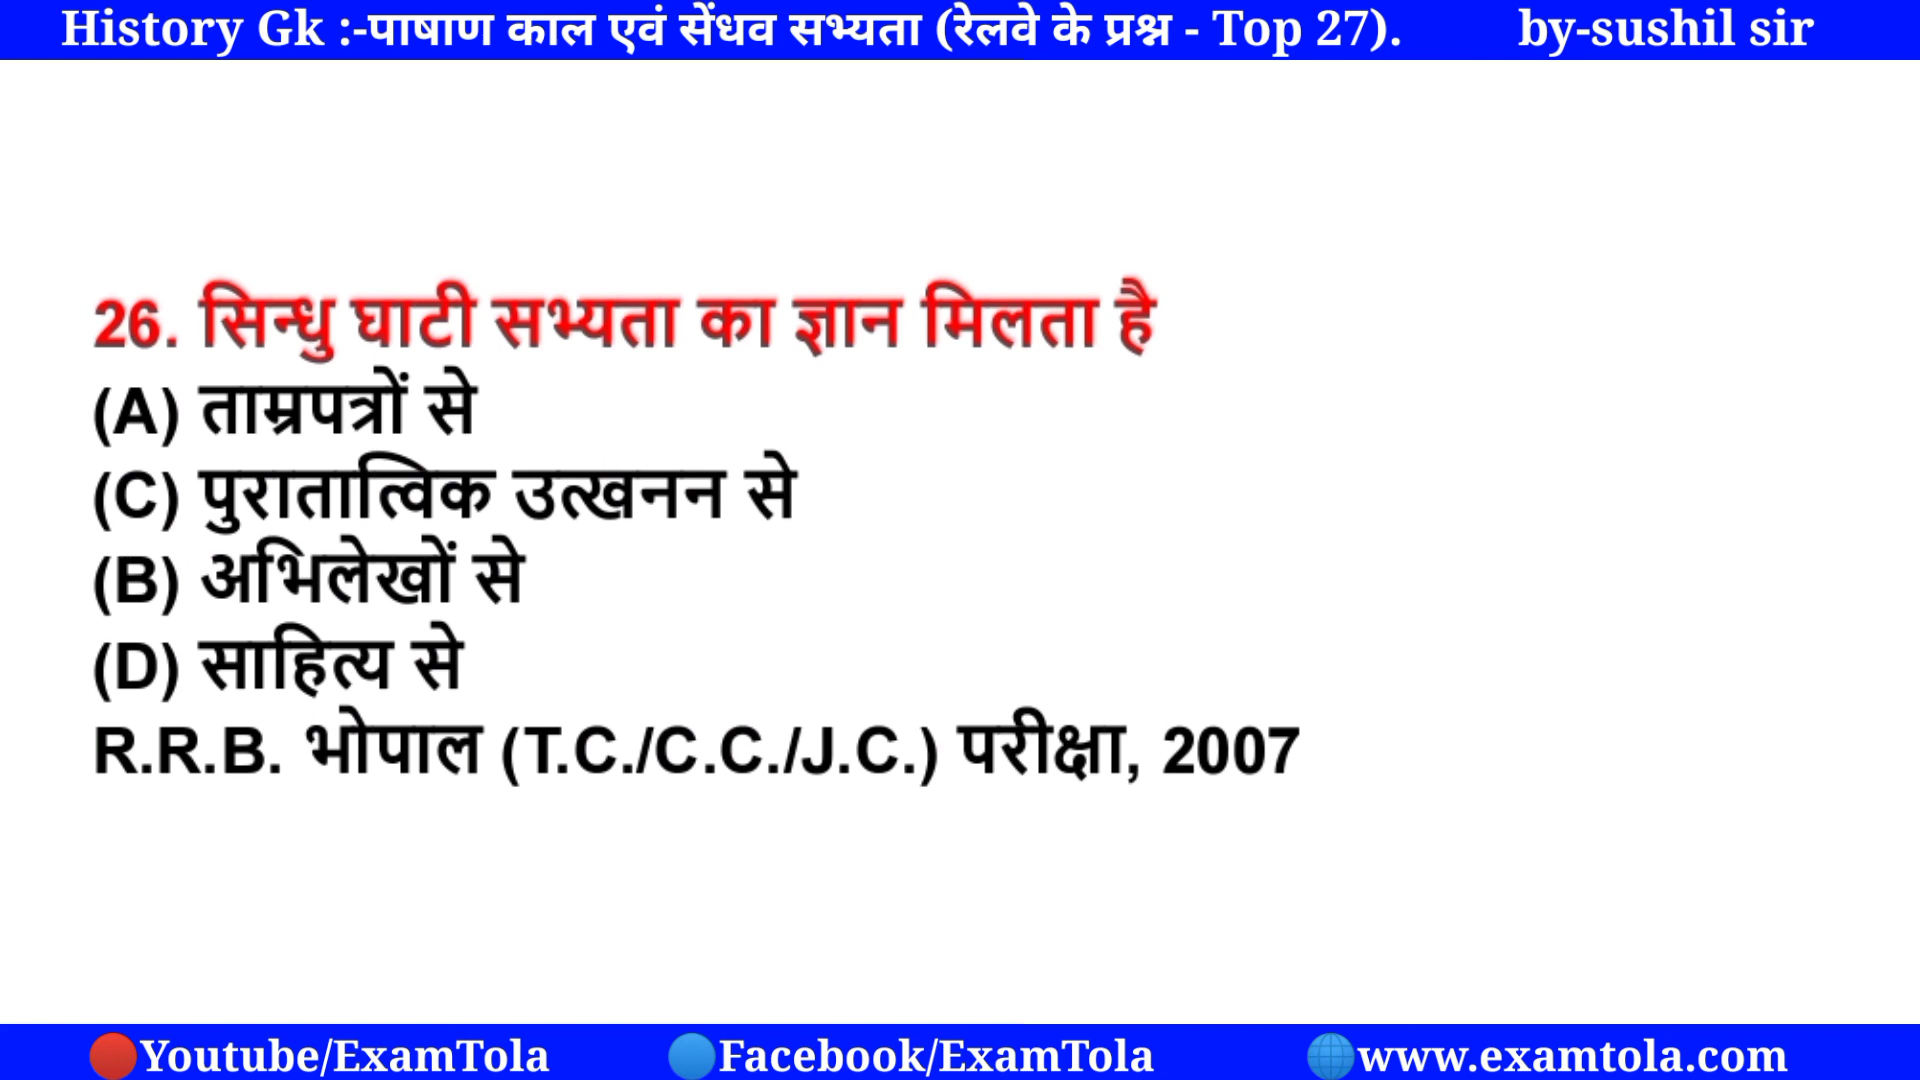 History Gk :-पाषाण काल एवं सेंधव सभ्यता (रेलवे के प्रश्न - Top 27). by-sushil sir
26. सिन्धु घाटी सभ्यता का ज्ञान मिलता है
(A) ताम्रपत्रों से
(C) पुरातात्विक उत्खनन से
(B) अभिलेखों से
(D) साहित्य से
R.R.B. भोपाल (T.C./C.C./J.C.) परीक्षा, 2007
Youtube/ExamTola Facebook/ExamTola www.examtola.com